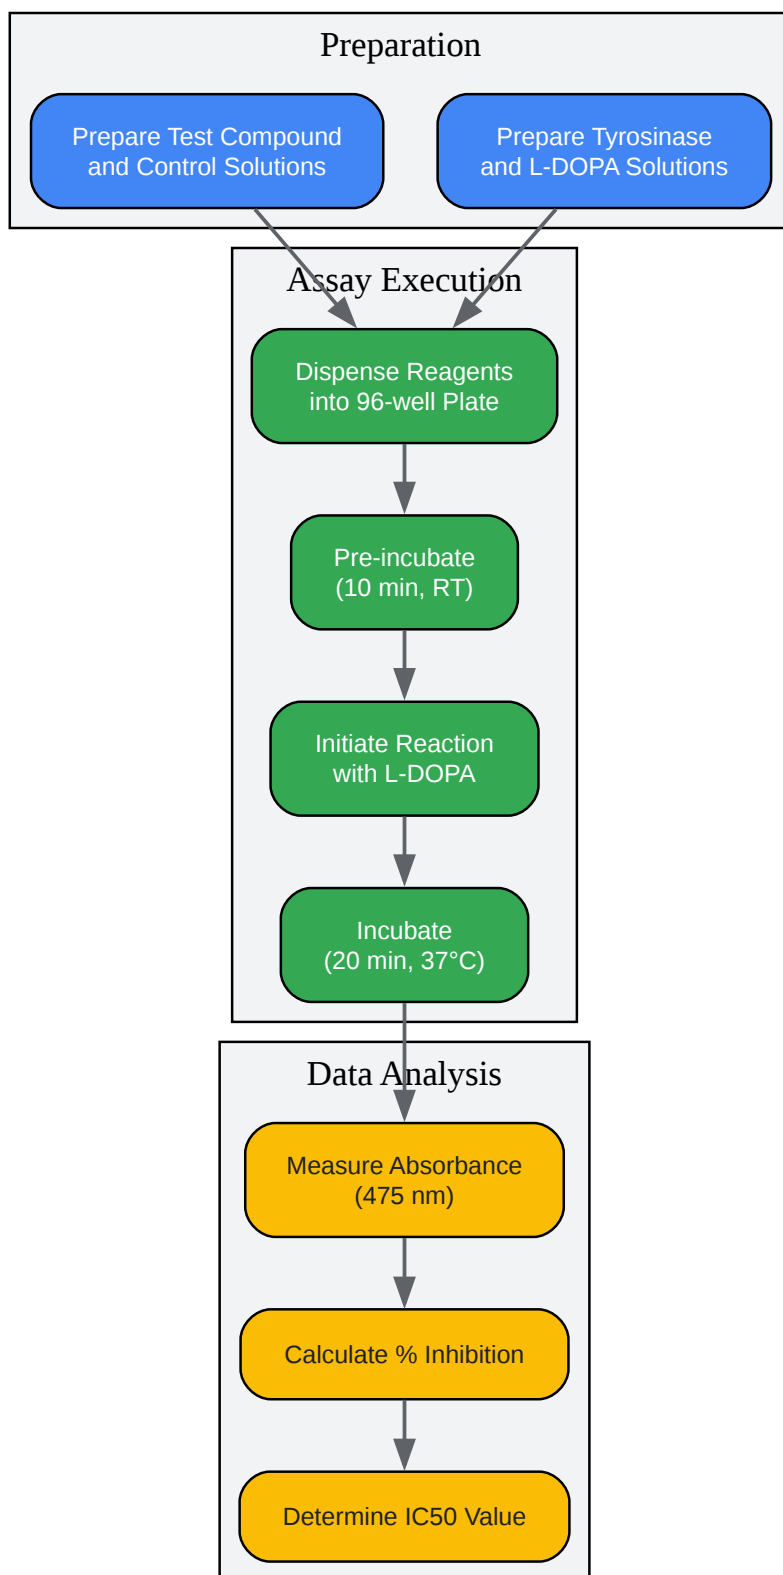 Preparation
Prepare Test Compound
and Control Solutions
Prepare Tyrosinase
and L-DOPA Solutions
Assay Execution
Dispense Reagents
into 96-well Plate
Pre-incubate
(10 min, RT)
Initiate Reaction
with L-DOPA
Incubate
(20 min, 37°C)
Data Analysis
Measure Absorbance
(475 nm)
Calculate % Inhibition
Determine IC50 Value